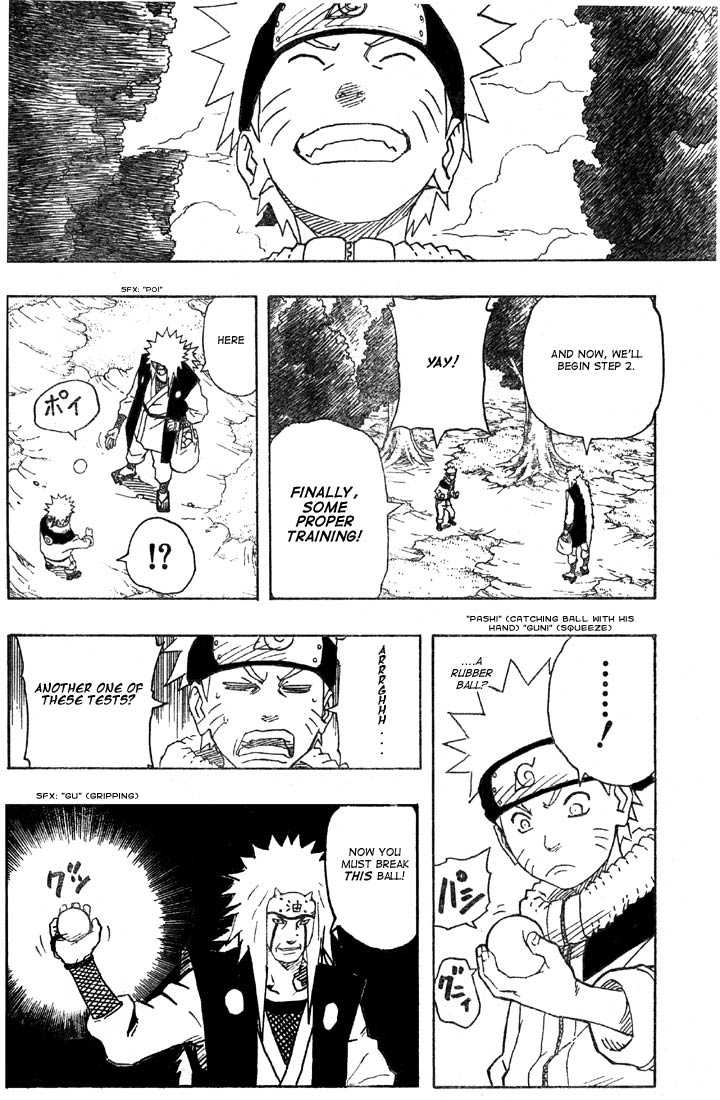 AND NOW, WE'LL
BEGIN STEP 2.
YAY!
FINALLY,
SOME
PROPER
TRAINING!
SFX: "POI"
HERE
ポイ
!?
"PASHI" (CATCHING BALL WITH HIS
HAND) "GUNI" (SQUEEZE)
......!
....A
RUBBER
BALL?
パシ
グニィ
ARRRGHHH...
ANOTHER ONE OF
THESE TESTS?
SFX: "GU" (GRIPPING)
NOW YOU
MUST BREAK
THIS BALL!
グッ
油